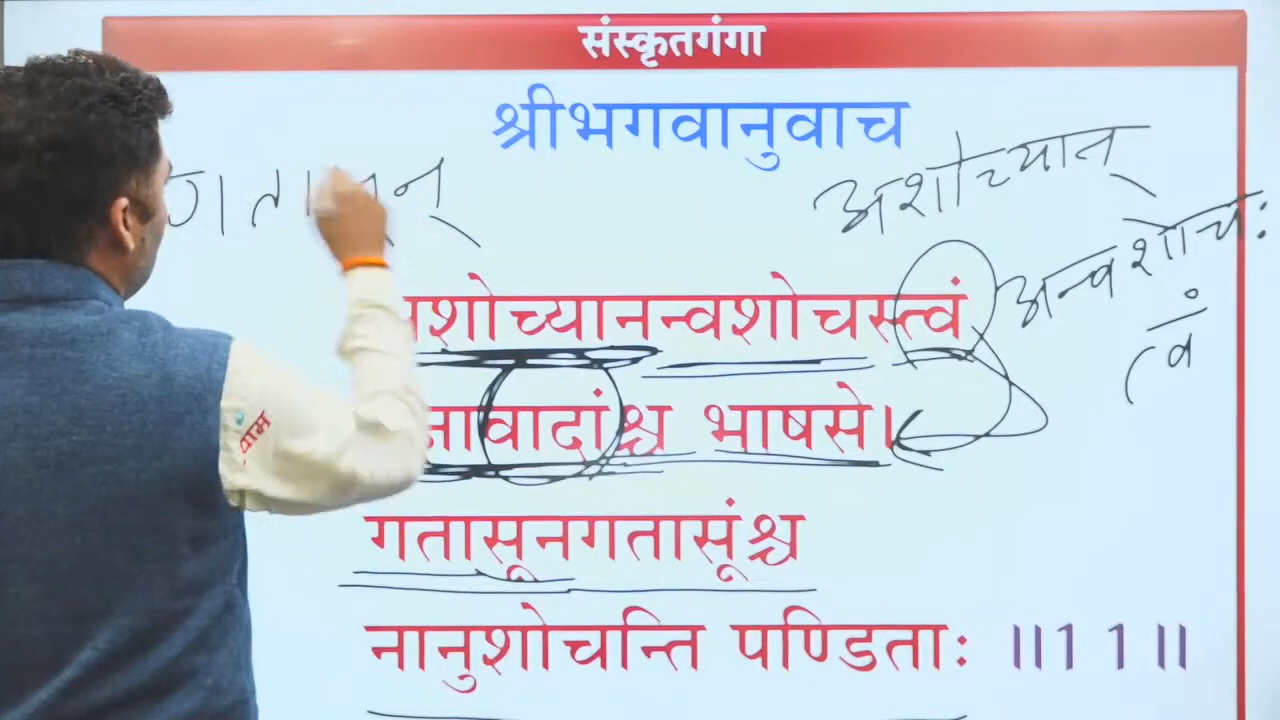 संस्कृतगंगा
श्रीभगवानुवाच
अशोच्यान्
अन्वशोचः
त्वं
शोच्यानन्वशोचस्त्वं
वादांश्च भाषसे।
गतासूनगतासूंश्च
नानुशोचन्ति पण्डिताः ॥11॥